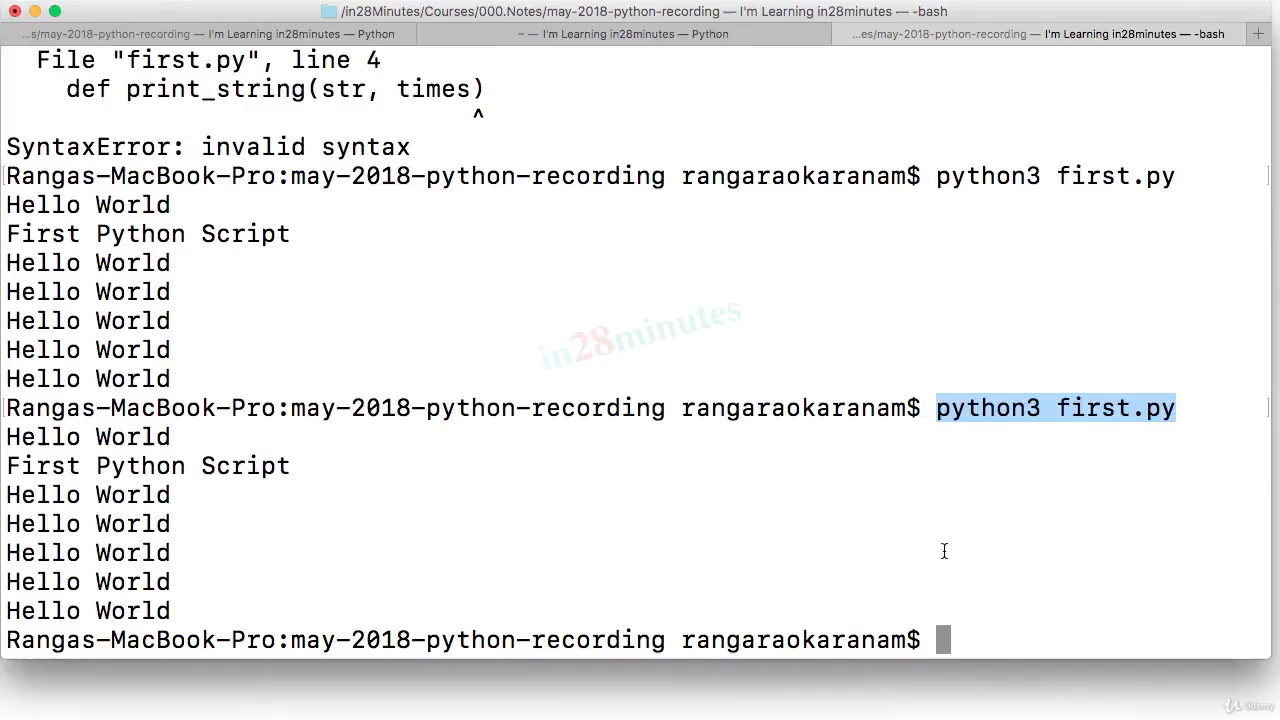 /in28Minutes/Courses/000.Notes/may-2018-python-recording — I'm Learning in28minutes — -bash
...s/may-2018-python-recording — I'm Learning in28minutes — Python
~ — I'm Learning in28minutes — Python
...es/may-2018-python-recording — I'm Learning in28minutes — -bash
File "first.py", line 4
def print_string(str, times)
^
SyntaxError: invalid syntax
[Rangas-MacBook-Pro:may-2018-python-recording rangaraokaranam$ python3 first.py ]
Hello World
First Python Script
Hello World
Hello World
Hello World
Hello World
Hello World
[Rangas-MacBook-Pro:may-2018-python-recording rangaraokaranam$ python3 first.py ]
Hello World
First Python Script
Hello World
Hello World
Hello World
Hello World
Hello World
Rangas-MacBook-Pro:may-2018-python-recording rangaraokaranam$
in28minutes
Udemy